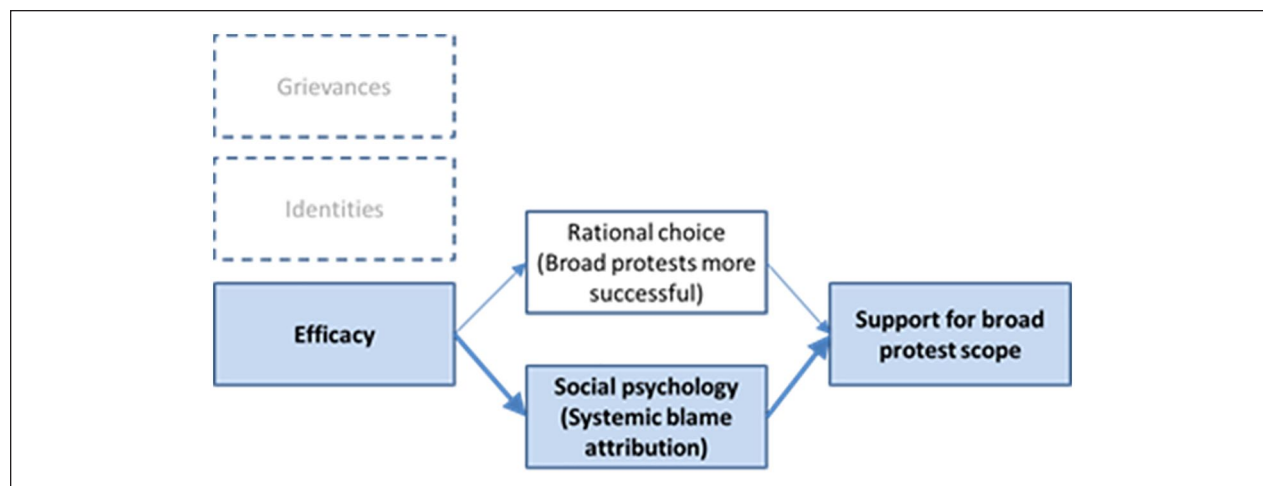 Grievances
Identities
Rational choice
(Broad protests more
successful)
Efficacy
Support for broad
protest scope
Social psychology
(Systemic blame
attribution)